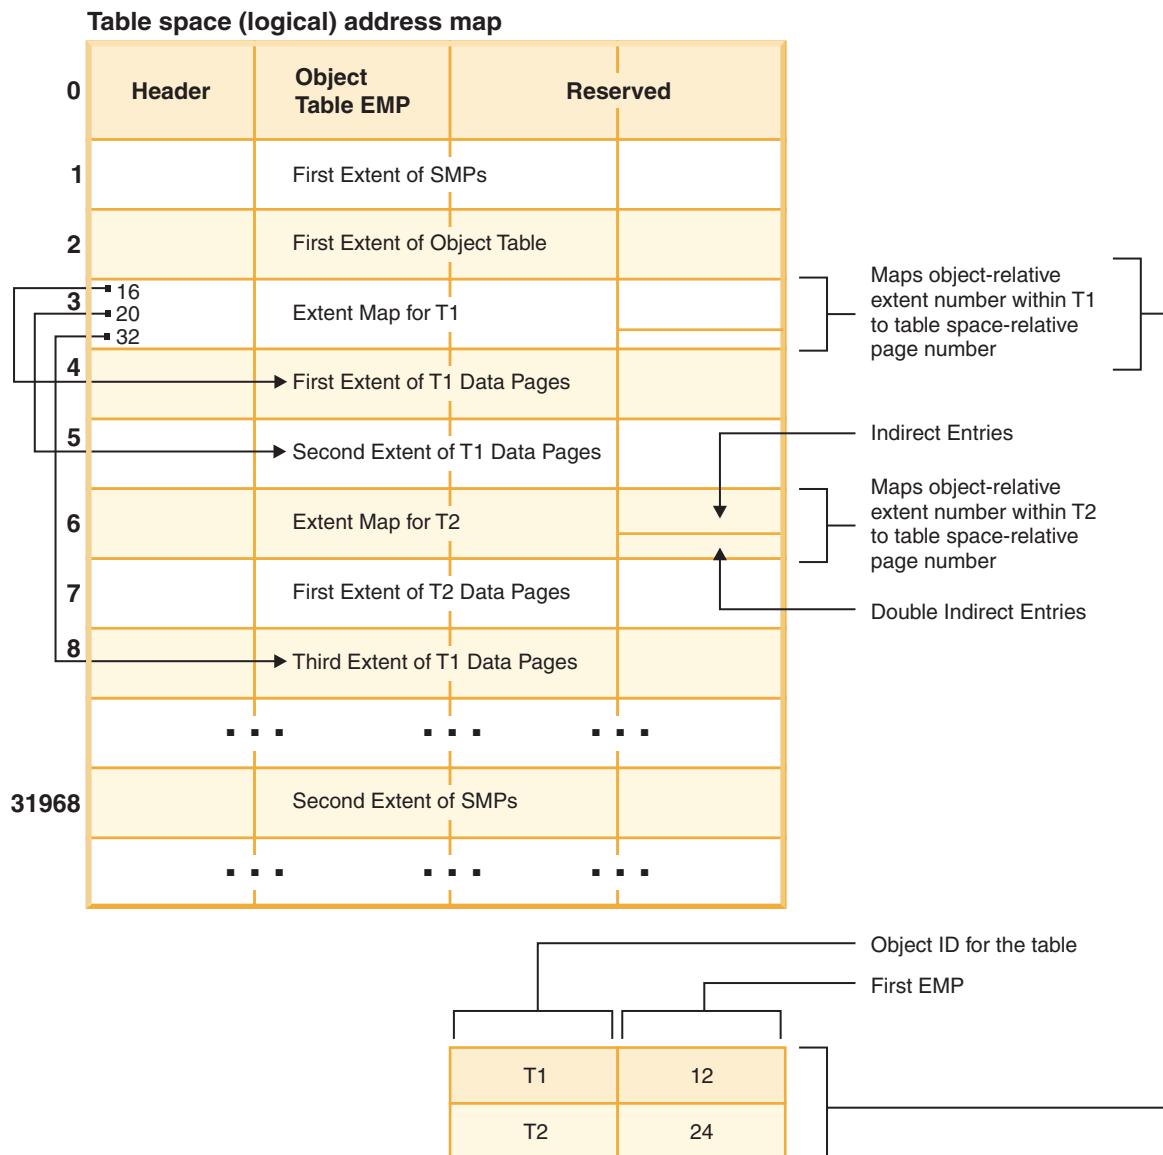 Table space (logical) address map
0
Header
Object
Table EMP
Reserved
1
First Extent of SMPs
2
First Extent of Object Table
3
16
20
32
Extent Map for T1
Maps object-relative
extent number within T1
to table space-relative
page number
4
First Extent of T1 Data Pages
5
Second Extent of T1 Data Pages
Indirect Entries
6
Extent Map for T2
Maps object-relative
extent number within T2
to table space-relative
page number
7
First Extent of T2 Data Pages
Double Indirect Entries
8
Third Extent of T1 Data Pages
. . .
. . .
. . .
31968
Second Extent of SMPs
. . .
. . .
. . .
Object ID for the table
First EMP
T1
12
T2
24